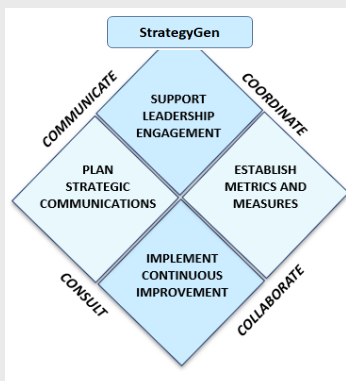 StrategyGen
COMMUNICATE
COORDINATE
SUPPORT
LEADERSHIP
ENGAGEMENT
PLAN
STRATEGIC
COMMUNICATIONS
ESTABLISH
METRICS AND
MEASURES
IMPLEMENT
CONTINUOUS
IMPROVEMENT
CONSULT
COLLABORATE